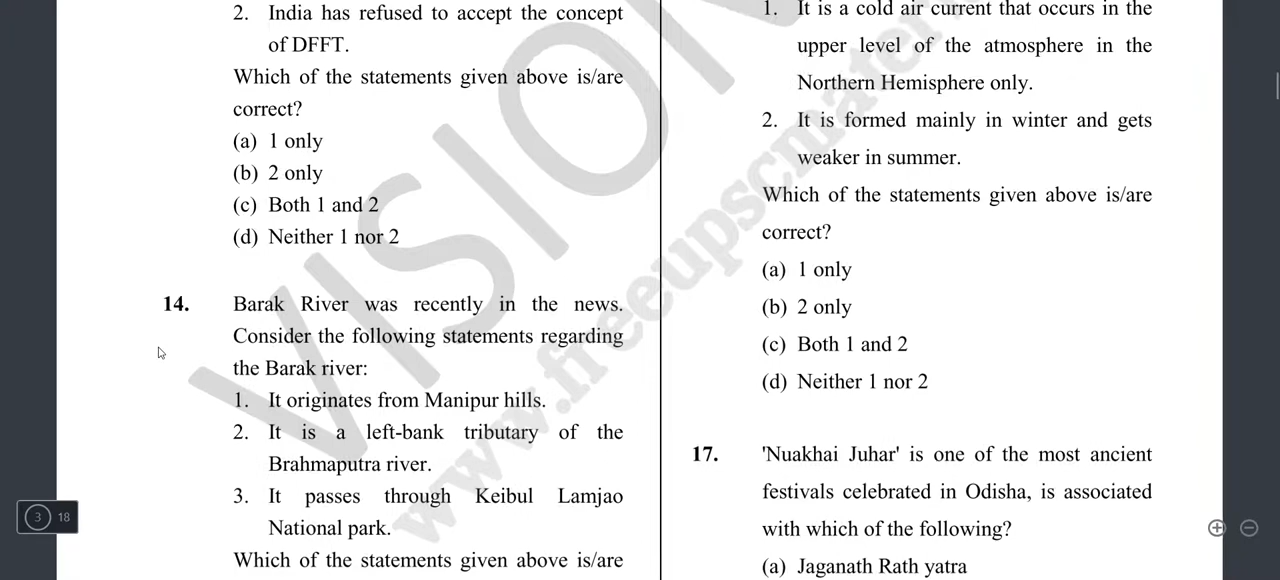 2. India has refused to accept the concept
of DFFT.
Which of the statements given above is/are
correct?
(a) 1 only
(b) 2 only
(c) Both 1 and 2
(d) Neither 1 nor 2
14. Barak River was recently in the news.
Consider the following statements regarding
the Barak river:
1. It originates from Manipur hills.
2. It is a left-bank tributary of the
Brahmaputra river.
3. It passes through Keibul Lamjao
National park.
Which of the statements given above is/are
1. It is a cold air current that occurs in the
upper level of the atmosphere in the
Northern Hemisphere only.
2. It is formed mainly in winter and gets
weaker in summer.
Which of the statements given above is/are
correct?
(a) 1 only
(b) 2 only
(c) Both 1 and 2
(d) Neither 1 nor 2
17. 'Nuakhai Juhar' is one of the most ancient
festivals celebrated in Odisha, is associated
with which of the following?
(a) Jaganath Rath yatra
VISION
3 18